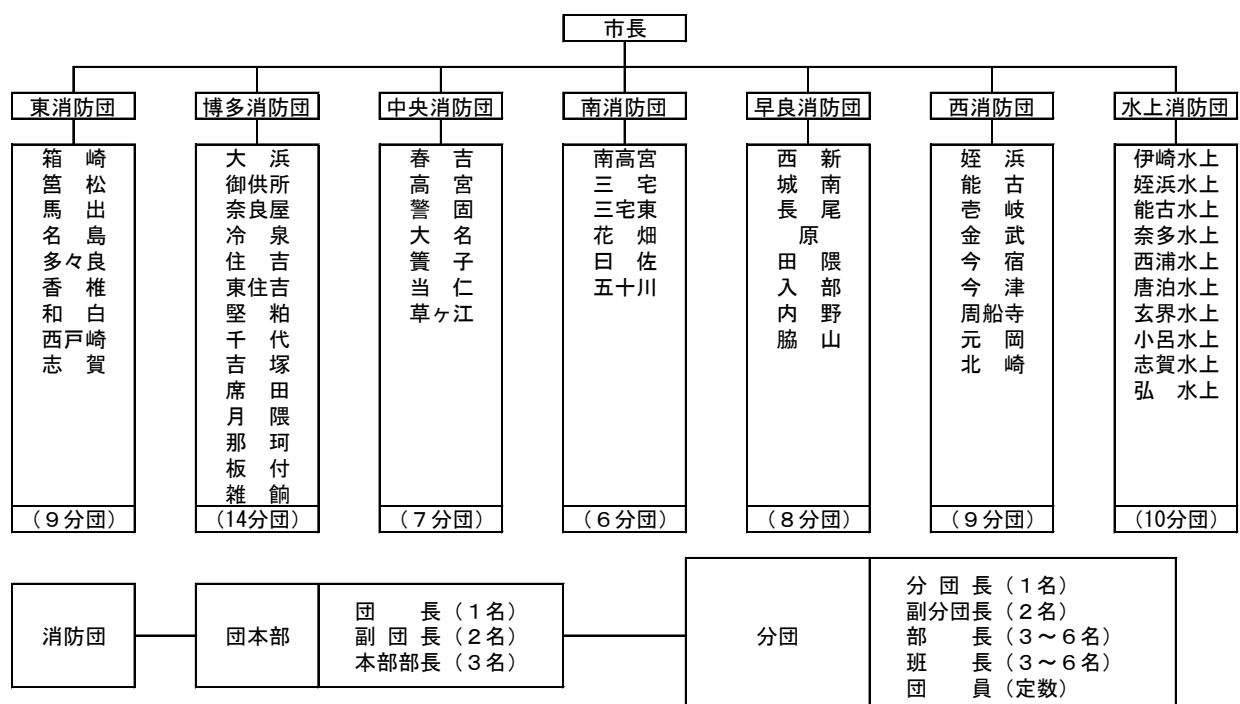 市長
東消防団
博多消防団
中央消防団
南消防団
早良消防団
西消防団
水上消防団
箱　崎
筥　松
馬　出
名　島
多々良
香　椎
和　白
西戸崎
志　賀
(９分団)
大　浜
御供所
奈良屋
冷　泉
住　吉
東住吉
堅　粕
千　代
吉　塚
席　田
月　隈
那　珂
板　付
雑　餉
(14分団)
春　吉
高　宮
警　固
大　名
簀　子
当　仁
草ヶ江
(７分団)
南高宮
三　宅
三宅東
花　畑
曰　佐
五十川
(６分団)
西　新
城　南
長　尾
原
田　隈
入　部
内　野
脇　山
(８分団)
姪　浜
能　古
壱　岐
金　武
今　宿
今　津
周船寺
元　岡
北　崎
(９分団)
伊崎水上
姪浜水上
能古水上
奈多水上
西浦水上
唐泊水上
玄界水上
小呂水上
志賀水上
弘　水上
(10分団)
消防団
団本部
団　　長（１名）
副 団 長（２名）
本部部長（３名）
分団
分 団 長（１名）
副分団長（２名）
部　　長（３～６名）
班　　長（３～６名）
団　　員（定数）